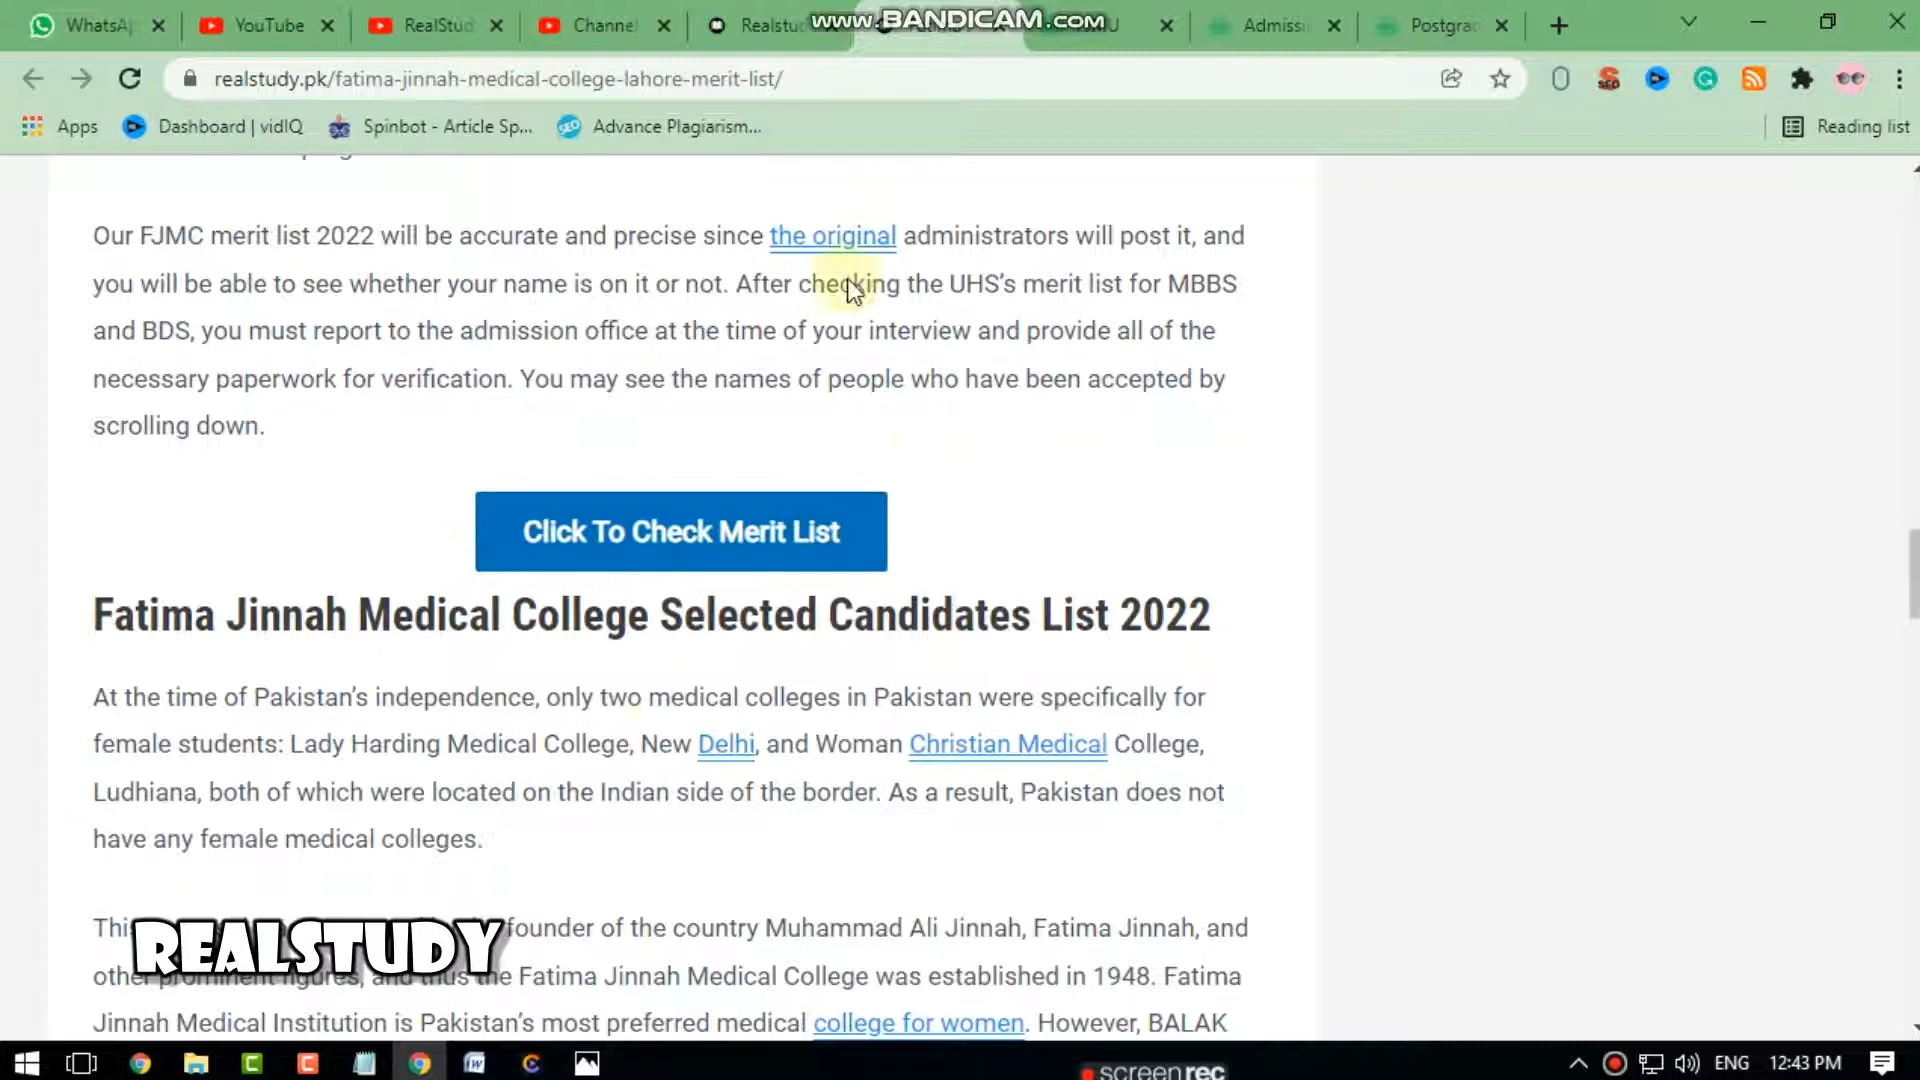 WhatsA
YouTube
RealStud
Channel
Realstu
www.BANDICAM.com
Admissi
Postgra
realstudy.pk/fatima-jinnah-medical-college-lahore-merit-list/
Apps
Dashboard | vidIQ
Spinbot - Article Sp...
Advance Plagiarism...
Reading list
Our FJMC merit list 2022 will be accurate and precise since the original administrators will post it, and
you will be able to see whether your name is on it or not. After checking the UHS's merit list for MBBS
and BDS, you must report to the admission office at the time of your interview and provide all of the
necessary paperwork for verification. You may see the names of people who have been accepted by
scrolling down.
Click To Check Merit List
Fatima Jinnah Medical College Selected Candidates List 2022
At the time of Pakistan's independence, only two medical colleges in Pakistan were specifically for
female students: Lady Harding Medical College, New Delhi, and Woman Christian Medical College,
Ludhiana, both of which were located on the Indian side of the border. As a result, Pakistan does not
have any female medical colleges.
founder of the country Muhammad Ali Jinnah, Fatima Jinnah, and
REALSTUDY
other prominent figures, and thus the Fatima Jinnah Medical College was established in 1948. Fatima
Jinnah Medical Institution is Pakistan's most preferred medical college for women. However, BALAK
ENG
12:43 PM
screenrec